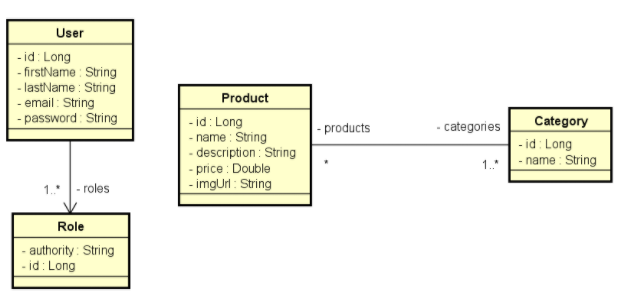 User
- id : Long
- firstName : String
- lastName : String
- email : String
- password : String
1..*
- roles
Role
- authority : String
- id : Long
Product
- id : Long
- name : String
- description : String
- price : Double
- imgUrl : String
- products
*
- categories
1..*
Category
- id : Long
- name : String